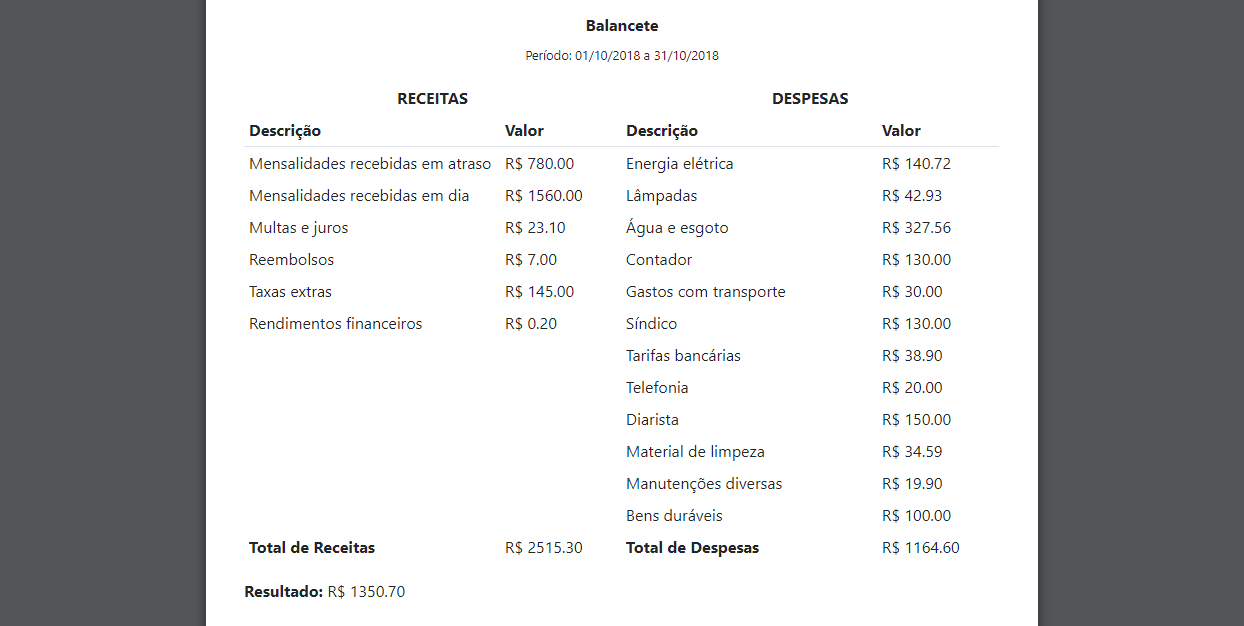 Balancete
Período: 01/10/2018 a 31/10/2018
RECEITAS DESPESAS
Descrição Valor Descrição Valor
Mensalidades recebidas em atraso R$ 780.00 Energia elétrica R$ 140.72
Mensalidades recebidas em dia R$ 1560.00 Lâmpadas R$ 42.93
Multas e juros R$ 23.10 Água e esgoto R$ 327.56
Reembolsos R$ 7.00 Contador R$ 130.00
Taxas extras R$ 145.00 Gastos com transporte R$ 30.00
Rendimentos financeiros R$ 0.20 Síndico R$ 130.00
Tarifas bancárias R$ 38.90
Telefonia R$ 20.00
Diarista R$ 150.00
Material de limpeza R$ 34.59
Manutenções diversas R$ 19.90
Bens duráveis R$ 100.00
Total de Receitas R$ 2515.30 Total de Despesas R$ 1164.60
Resultado: R$ 1350.70